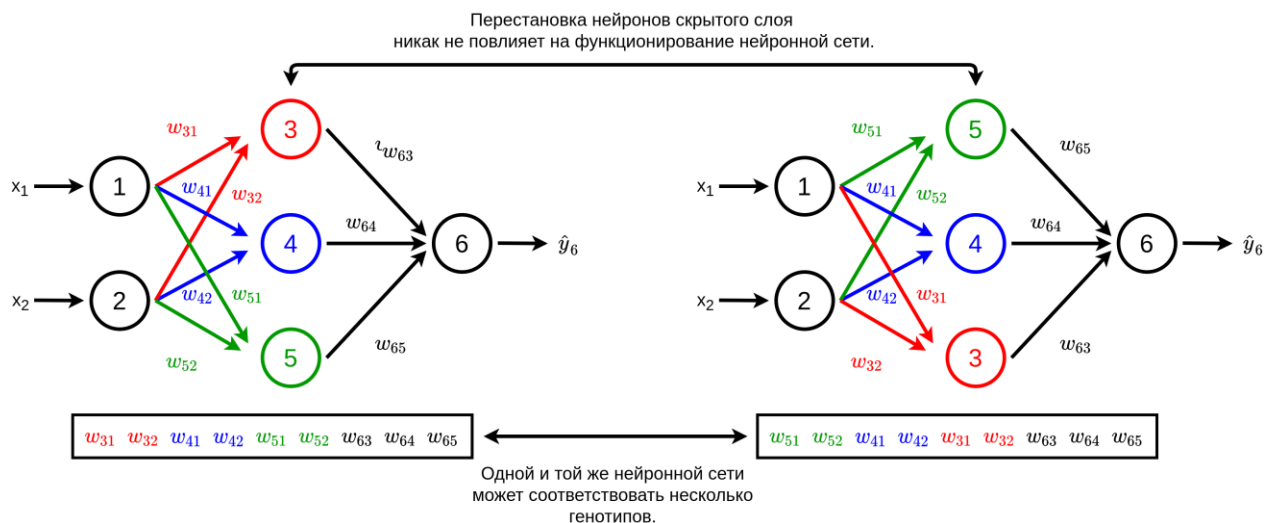 Перестановка нейронов скрытого слоя
никак не повлияет на функционирование нейронной сети.
3 5
w31 w63 w51 w65
x1 1 w41 w32 x1 1 w41 w52
4 w64 6 ŷ6 4 w64 6 ŷ6
x2 2 w42 w51 x2 2 w42 w31
w52 w65 w32 w63
5 3
w31 w32 w41 w42 w51 w52 w63 w64 w65 w51 w52 w41 w42 w31 w32 w63 w64 w65
Одной и той же нейронной сети
может соответствовать несколько
генотипов.